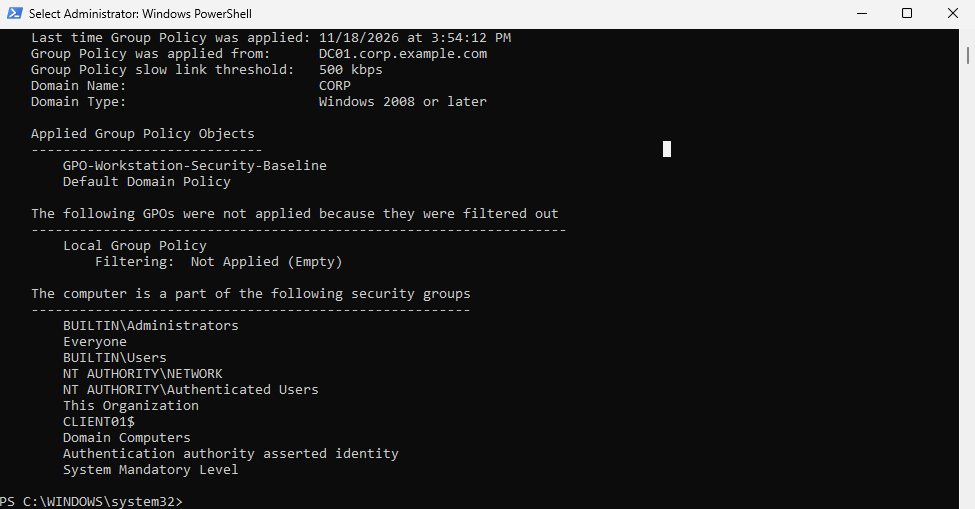 Select Administrator: Windows PowerShell
Last time Group Policy was applied: 11/18/2026 at 3:54:12 PM
Group Policy was applied from:      DC01.corp.example.com
Group Policy slow link threshold:   500 kbps
Domain Name:                        CORP
Domain Type:                        Windows 2008 or later
Applied Group Policy Objects
-----------------------------
GPO-Workstation-Security-Baseline
Default Domain Policy
The following GPOs were not applied because they were filtered out
-------------------------------------------------------------------
Local Group Policy
Filtering:  Not Applied (Empty)
The computer is a part of the following security groups
-------------------------------------------------------
BUILTIN\Administrators
Everyone
BUILTIN\Users
NT AUTHORITY\NETWORK
NT AUTHORITY\Authenticated Users
This Organization
CLIENT01$
Domain Computers
Authentication authority asserted identity
System Mandatory Level
PS C:\WINDOWS\system32>